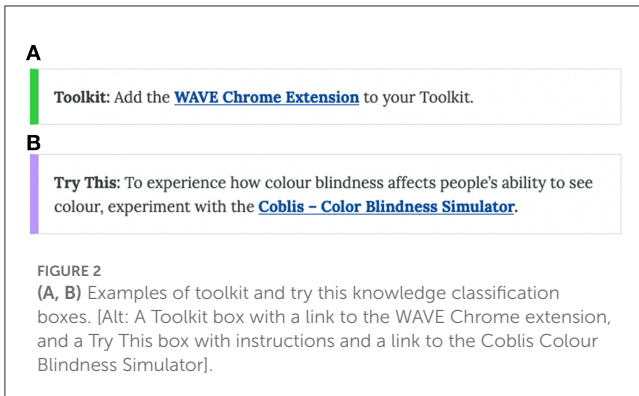 A
Toolkit: Add the WAVE Chrome Extension to your Toolkit.
B
Try This: To experience how colour blindness affects people's ability to see
colour, experiment with the Coblis – Color Blindness Simulator.
FIGURE 2
(A, B) Examples of toolkit and try this knowledge classification
boxes. [Alt: A Toolkit box with a link to the WAVE Chrome extension,
and a Try This box with instructions and a link to the Coblis Colour
Blindness Simulator].